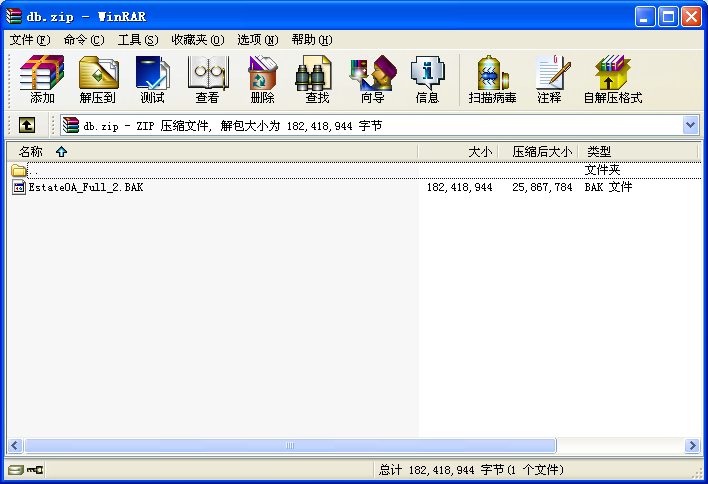 db.zip - WinRAR
文件(F) 命令(C) 工具(S) 收藏夹(O) 选项(N) 帮助(H)
添加 解压到 测试 查看 删除 查找 向导 信息 扫描病毒 注释 自解压格式
db.zip - ZIP 压缩文件, 解包大小为 182,418,944 字节
名称 大小 压缩后大小 类型
.. 文件夹
EstateOA_Full_2.BAK 182,418,944 25,867,784 BAK 文件
总计 182,418,944 字节(1 个文件)